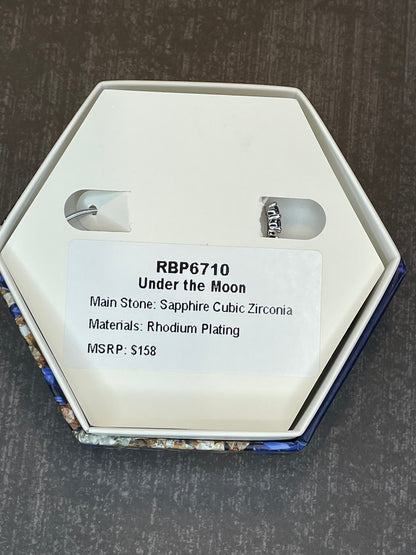 RBP6710
Under the Moon
Main Stone: Sapphire Cubic Zirconia
Materials: Rhodium Plating
MSRP: $158